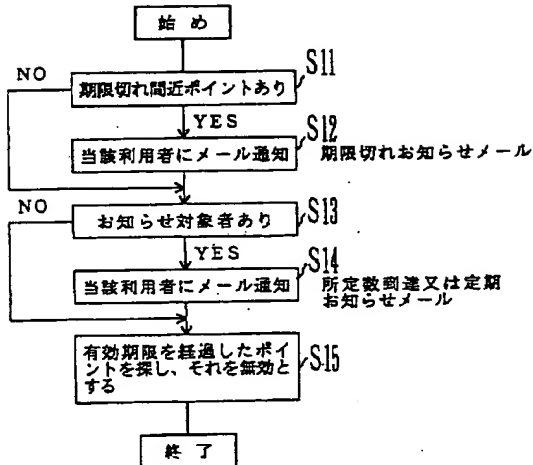 始め
NO
期限切れ間近ポイントあり
S11
YES
当該利用者にメール通知
S12
期限切れお知らせメール
NO
お知らせ対象者あり
S13
YES
当該利用者にメール通知
S14
所定数到達又は定期
お知らせメール
有効期限を経過したポ
イントを探し、それを無効と
する
S15
終了